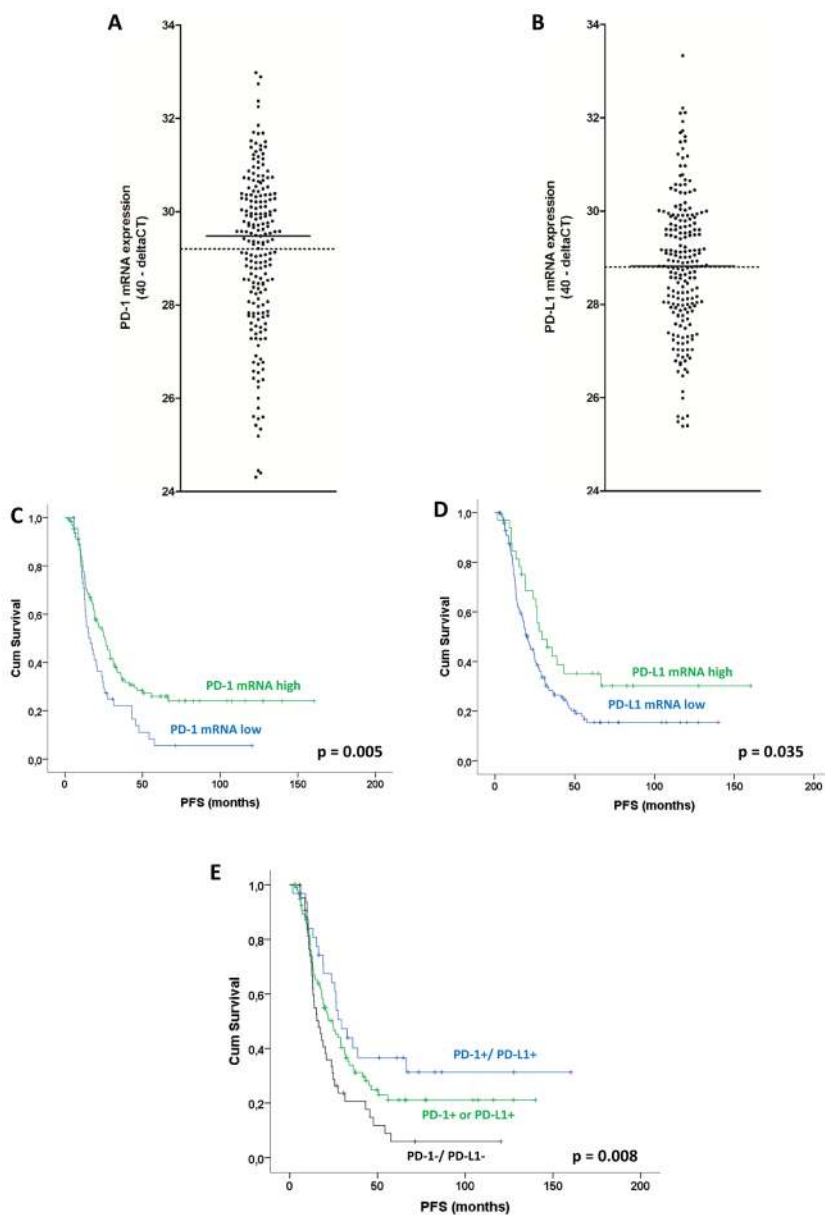 A
34
32
30
28
26
24
PD-1 mRNA expression
(40 - deltaCT)
B
34
32
30
28
26
24
PD-L1 mRNA expression
(40 - deltaCT)
C
1,0
0,8
0,6
0,4
0,2
0,0
Cum Survival
PD-1 mRNA high
PD-1 mRNA low
p = 0.005
0 50 100 150 200
PFS (months)
D
1,0
0,8
0,6
0,4
0,2
0,0
Cum Survival
PD-L1 mRNA high
PD-L1 mRNA low
p = 0.035
0 50 100 150 200
PFS (months)
E
1,0
0,8
0,6
0,4
0,2
0,0
Cum Survival
PD-1+/ PD-L1+
PD-1+ or PD-L1+
PD-1-/ PD-L1-
p = 0.008
0 50 100 150 200
PFS (months)